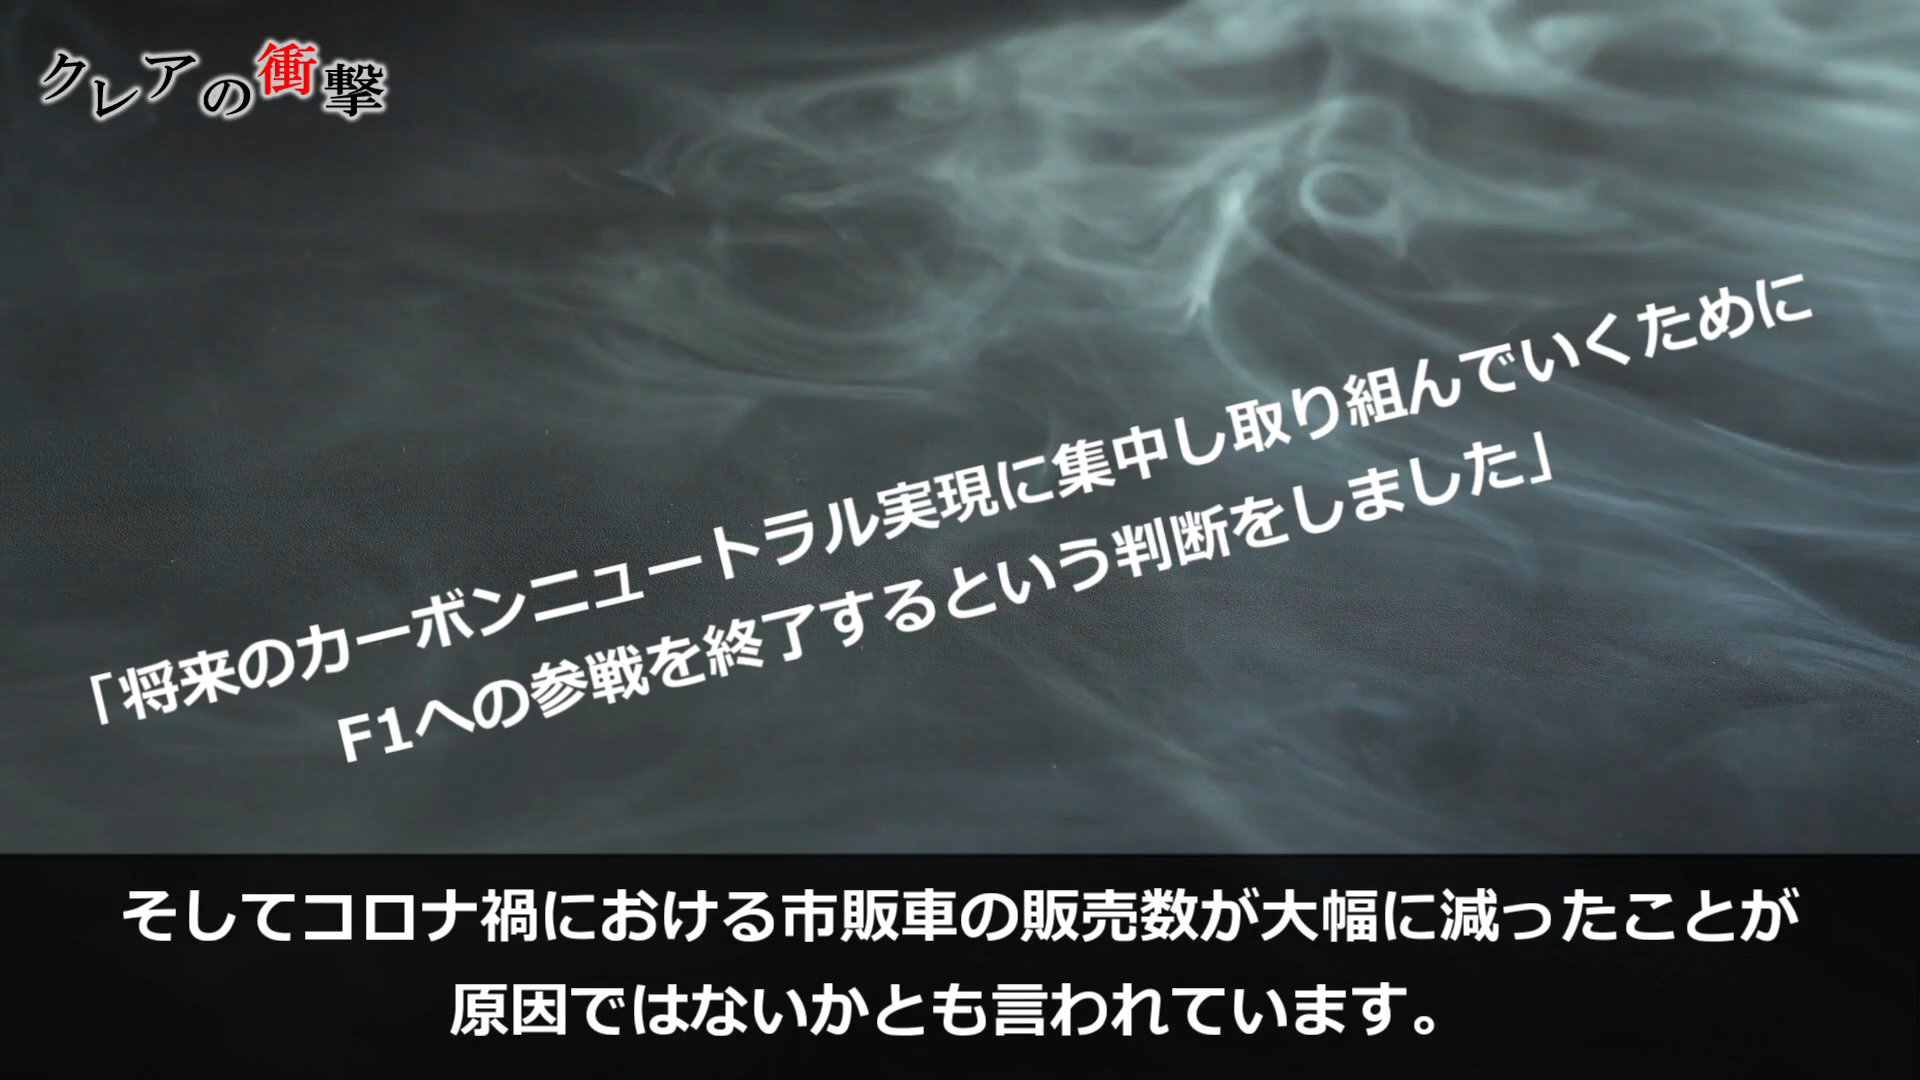 クレアの衝撃
「将来のカーボンニュートラル実現に集中し取り組んでいくために
F1への参戦を終了するという判断をしました」
そしてコロナ禍における市販車の販売数が大幅に減ったことが
原因ではないかとも言われています。